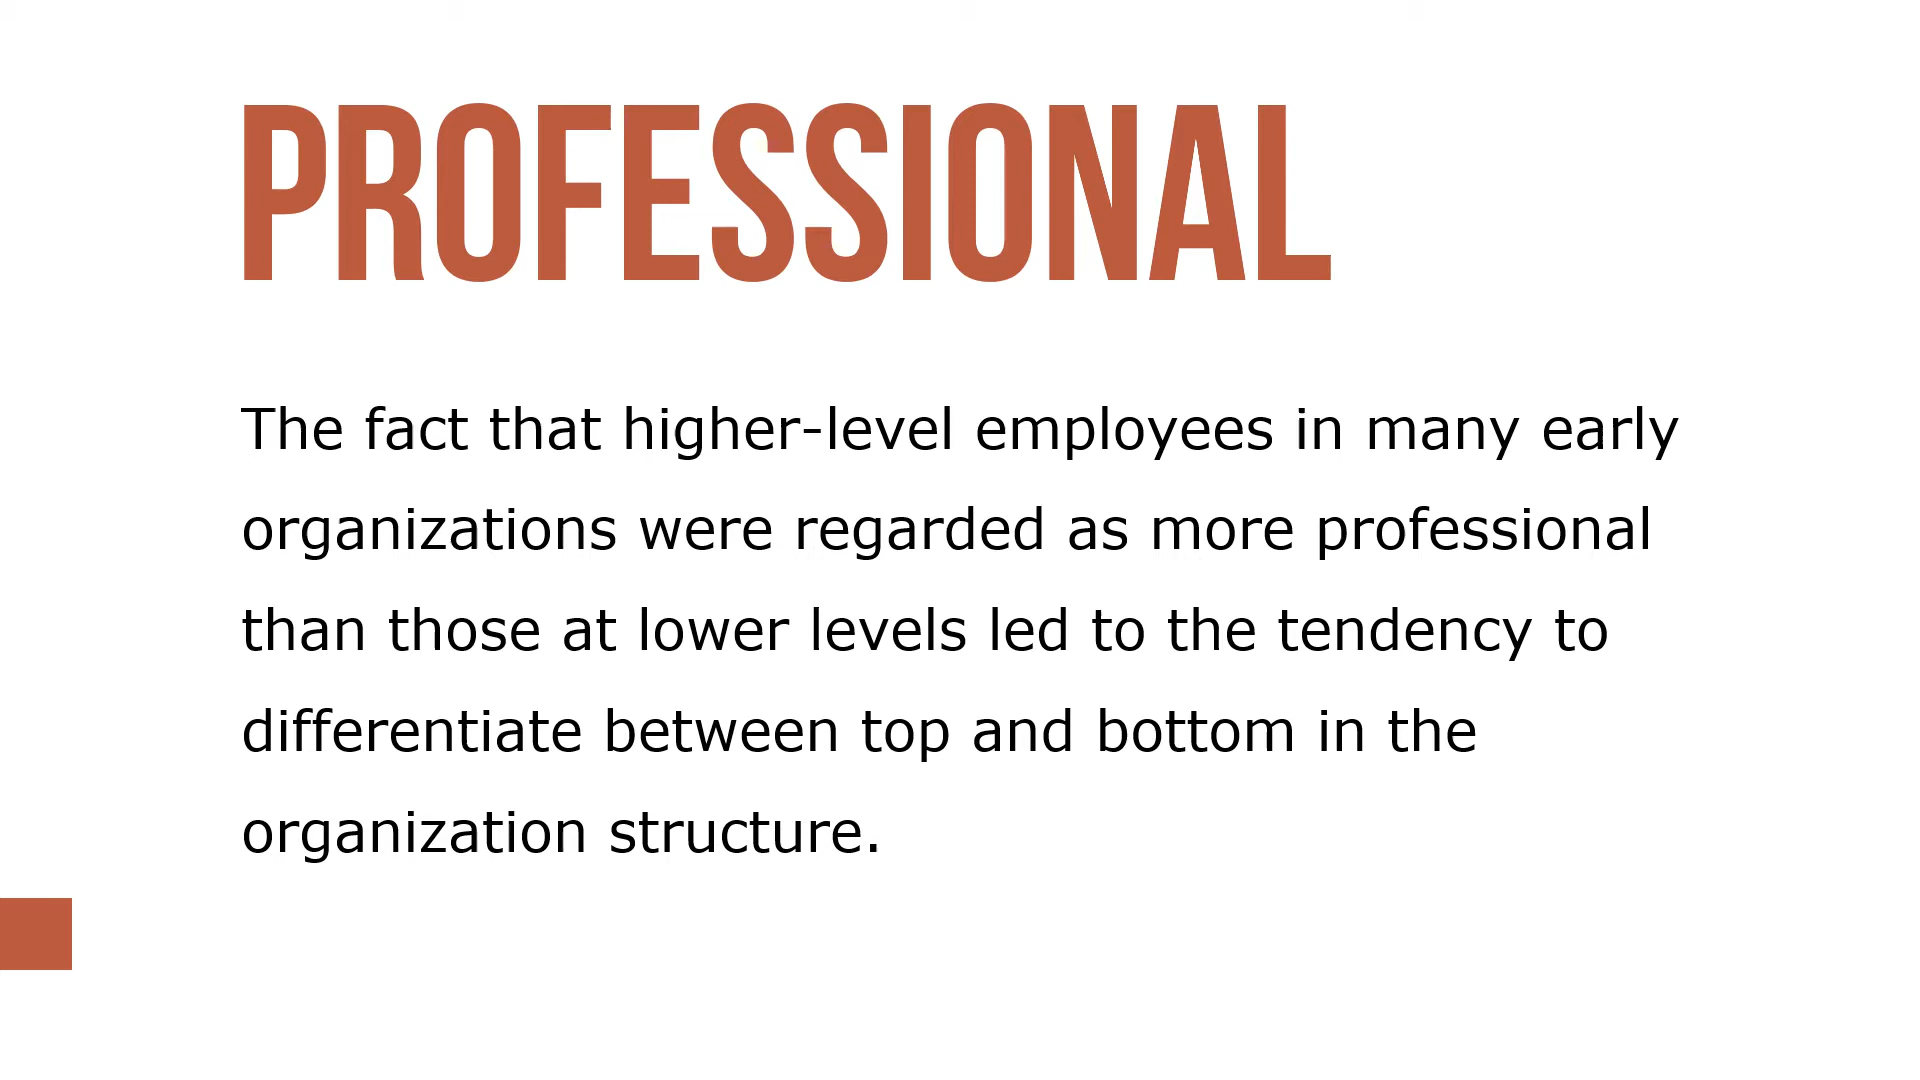 PROFESSIONAL
The fact that higher-level employees in many early
organizations were regarded as more professional
than those at lower levels led to the tendency to
differentiate between top and bottom in the
organization structure.